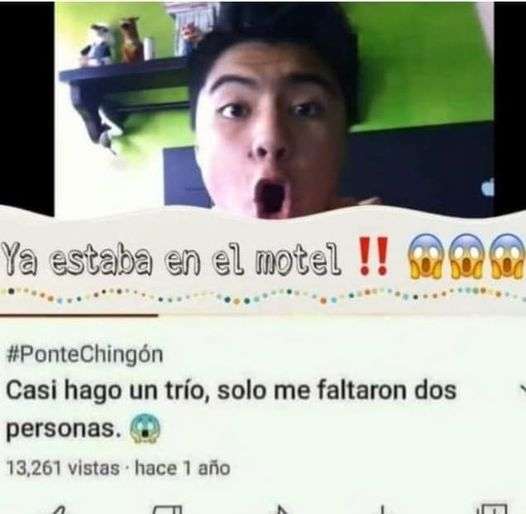 Ya estaba en el motel ‼️ 😱😱😱
#PonteChingón
Casi hago un trío, solo me faltaron dos
personas. 😱
13,261 vistas · hace 1 año